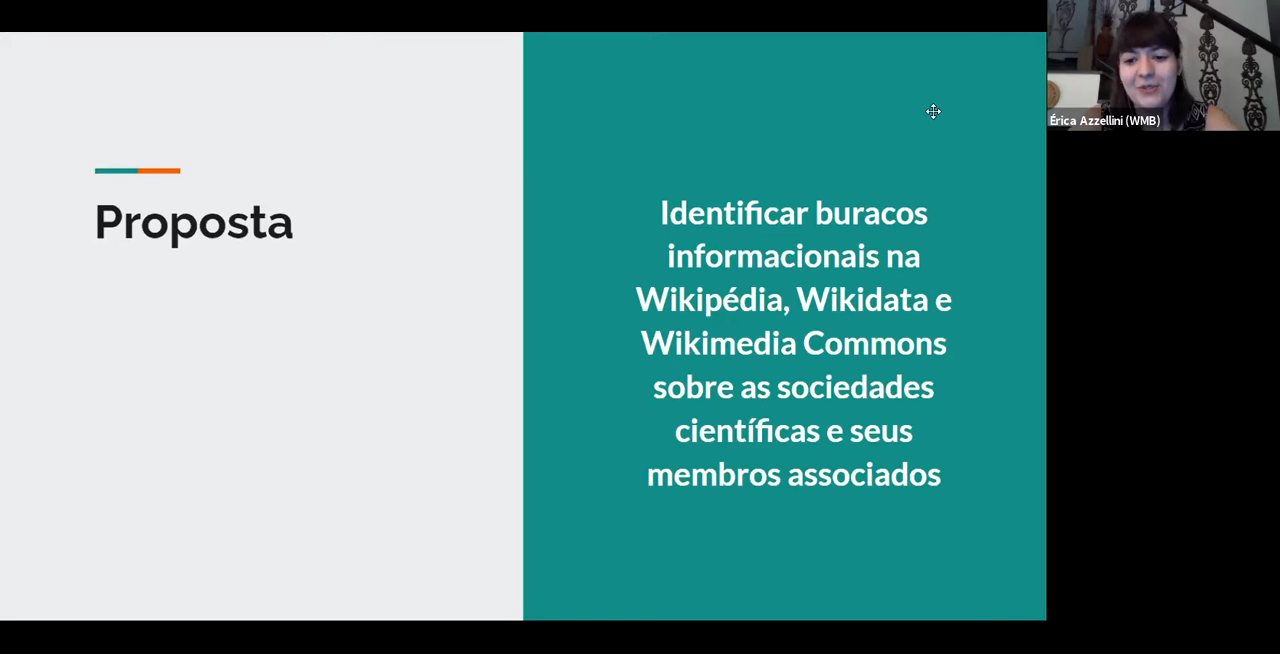 Proposta
Identificar buracos
informacionais na
Wikipédia, Wikidata e
Wikimedia Commons
sobre as sociedades
científicas e seus
membros associados
Érica Azzellini (WMB)